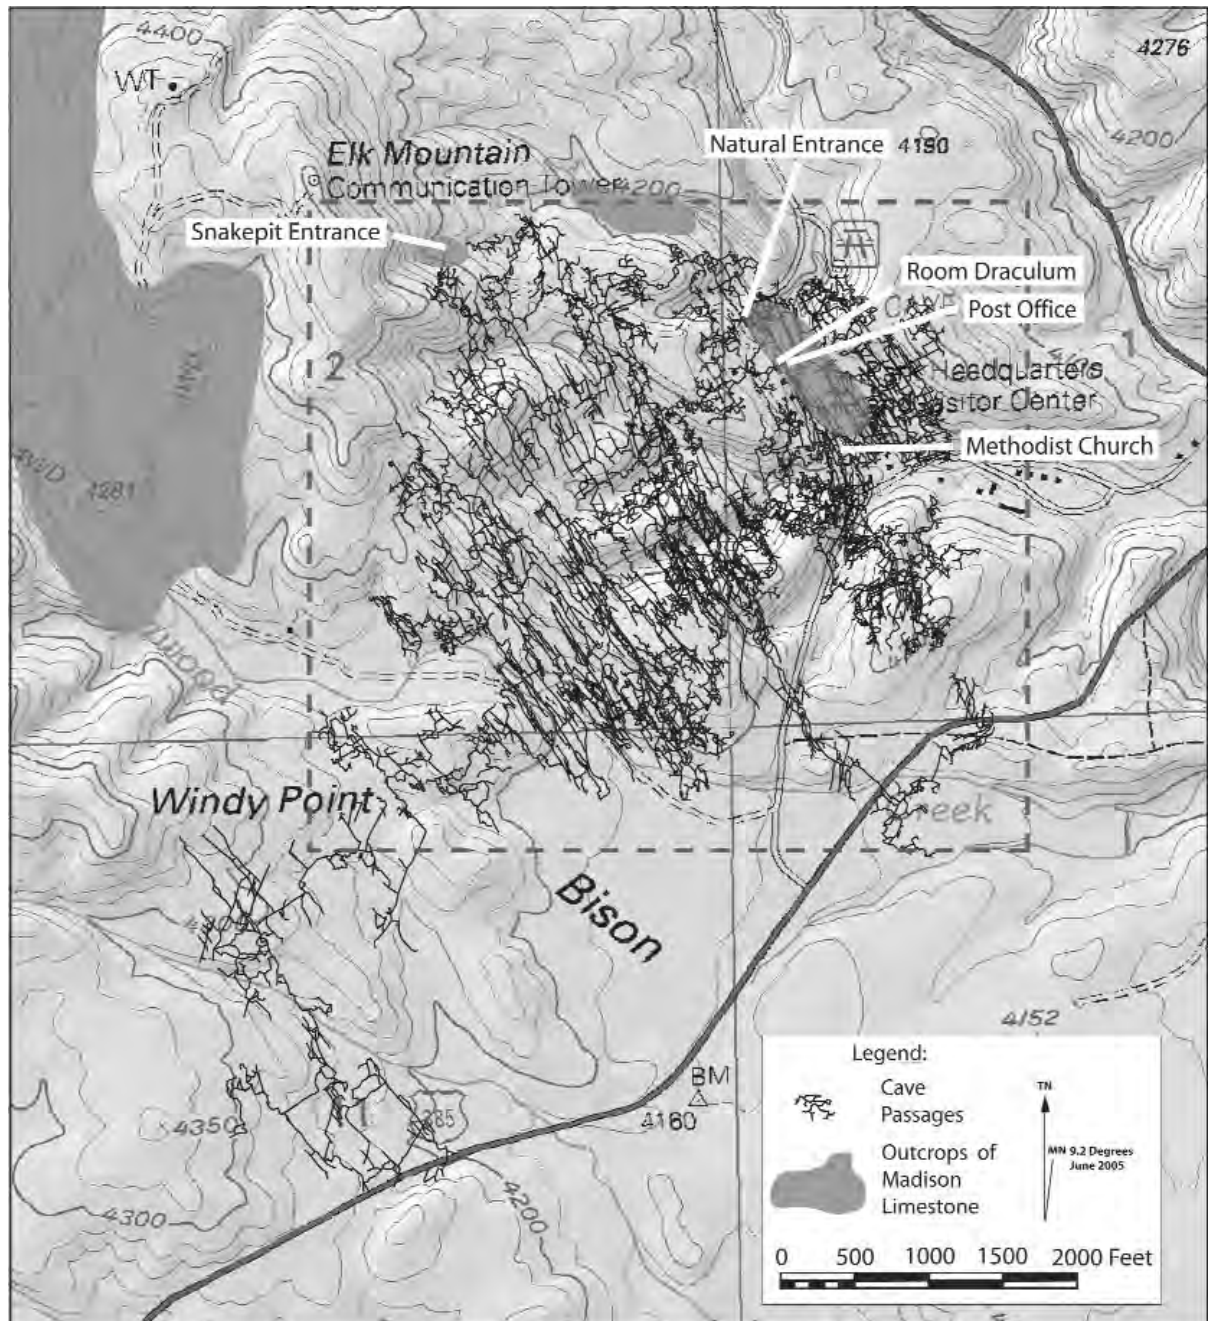 4400
4276
WT
4200
Natural Entrance
Elk Mountain
Communication Tower
4200
Snakepit Entrance
Room Draculum
Post Office
2
1
Headquarters
Visitor Center
Methodist Church
4281
Windy Point
reek
Bison
4152
BM
4160
385
4350
4300
4200
Legend:
Cave
Passages
Outcrops of
Madison
Limestone
TN
MN 9.2 Degrees
June 2005
0 500 1000 1500 2000 Feet